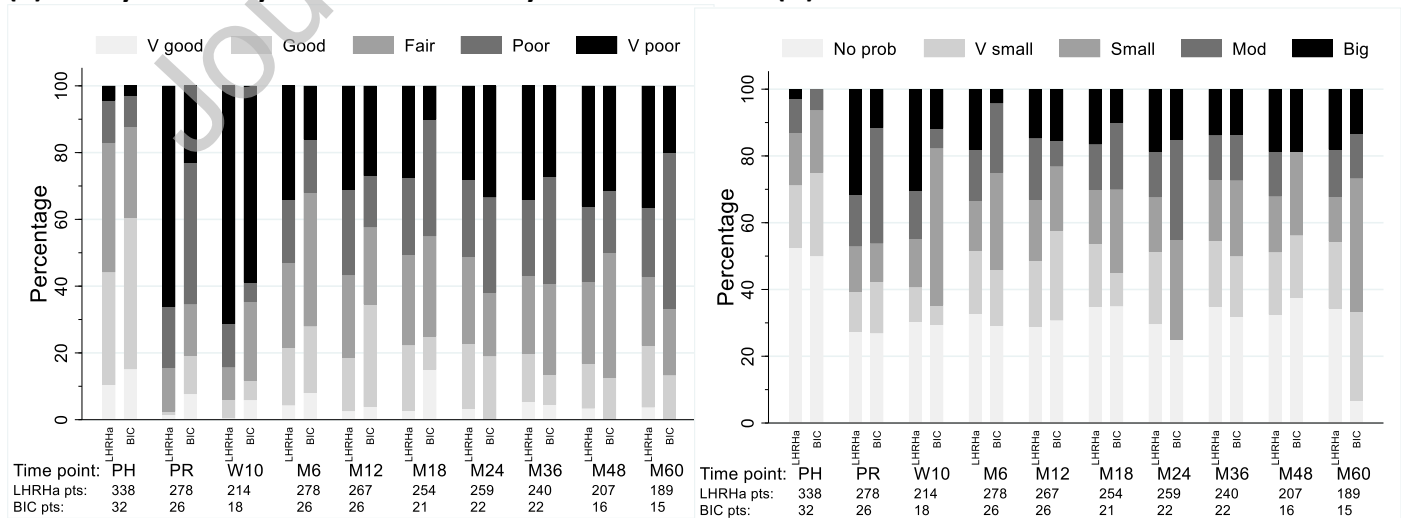 V good Good Fair Poor V poor
Percentage
0 20 40 60 80 100
LHRHa BIC LHRHa BIC LHRHa BIC LHRHa BIC LHRHa BIC LHRHa BIC LHRHa BIC LHRHa BIC LHRHa BIC LHRHa BIC
Time point: PH PR W10 M6 M12 M18 M24 M36 M48 M60
LHRHa pts: 338 278 214 278 267 254 259 240 207 189
BIC pts: 32 26 18 26 26 21 22 22 16 15
No prob V small Small Mod Big
Percentage
0 20 40 60 80 100
LHRHa BIC LHRHa BIC LHRHa BIC LHRHa BIC LHRHa BIC LHRHa BIC LHRHa BIC LHRHa BIC LHRHa BIC LHRHa BIC
Time point: PH PR W10 M6 M12 M18 M24 M36 M48 M60
LHRHa pts: 338 278 214 278 267 254 259 240 207 189
BIC pts: 32 26 18 26 26 21 22 22 16 15
Jou